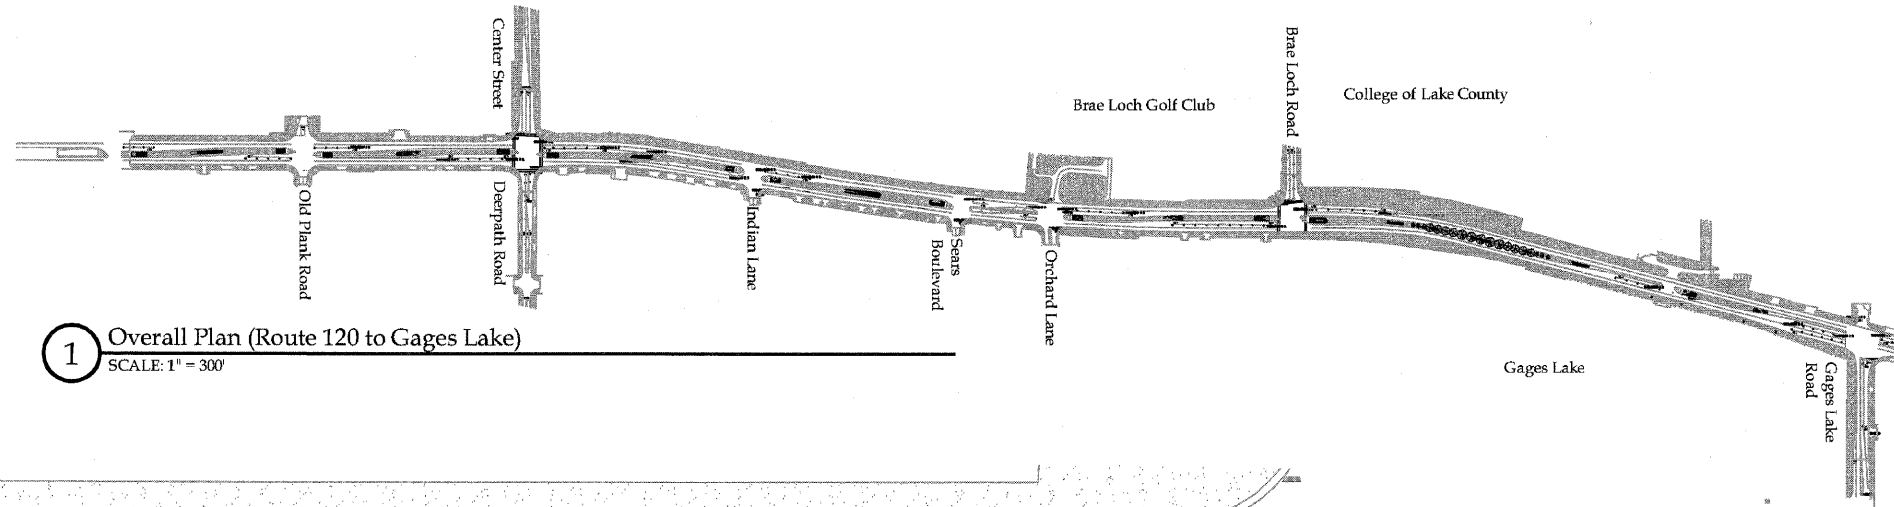 Center Street
Brae Loch Road
College of Lake County
Brae Loch Golf Club
Old Plank Road
Deerpath Road
Indian Lane
Sears
Boulevard
Orchard Lane
1
Overall Plan (Route 120 to Gages Lake)
SCALE: 1" = 300'
Gages Lake
Gages Lake
Road